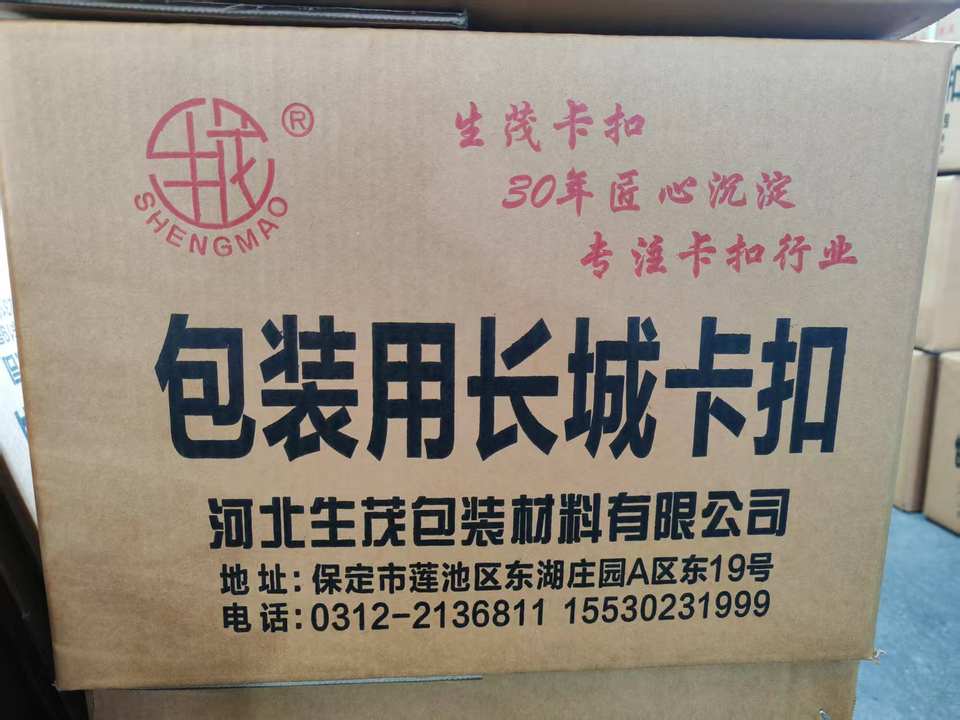 生茂
®
SHENGMAO
生茂卡扣
30年匠心沉淀
专注卡扣行业
包装用长城卡扣
河北生茂包装材料有限公司
地址:保定市莲池区东湖庄园A区东19号
电话:0312-2136811 15530231999